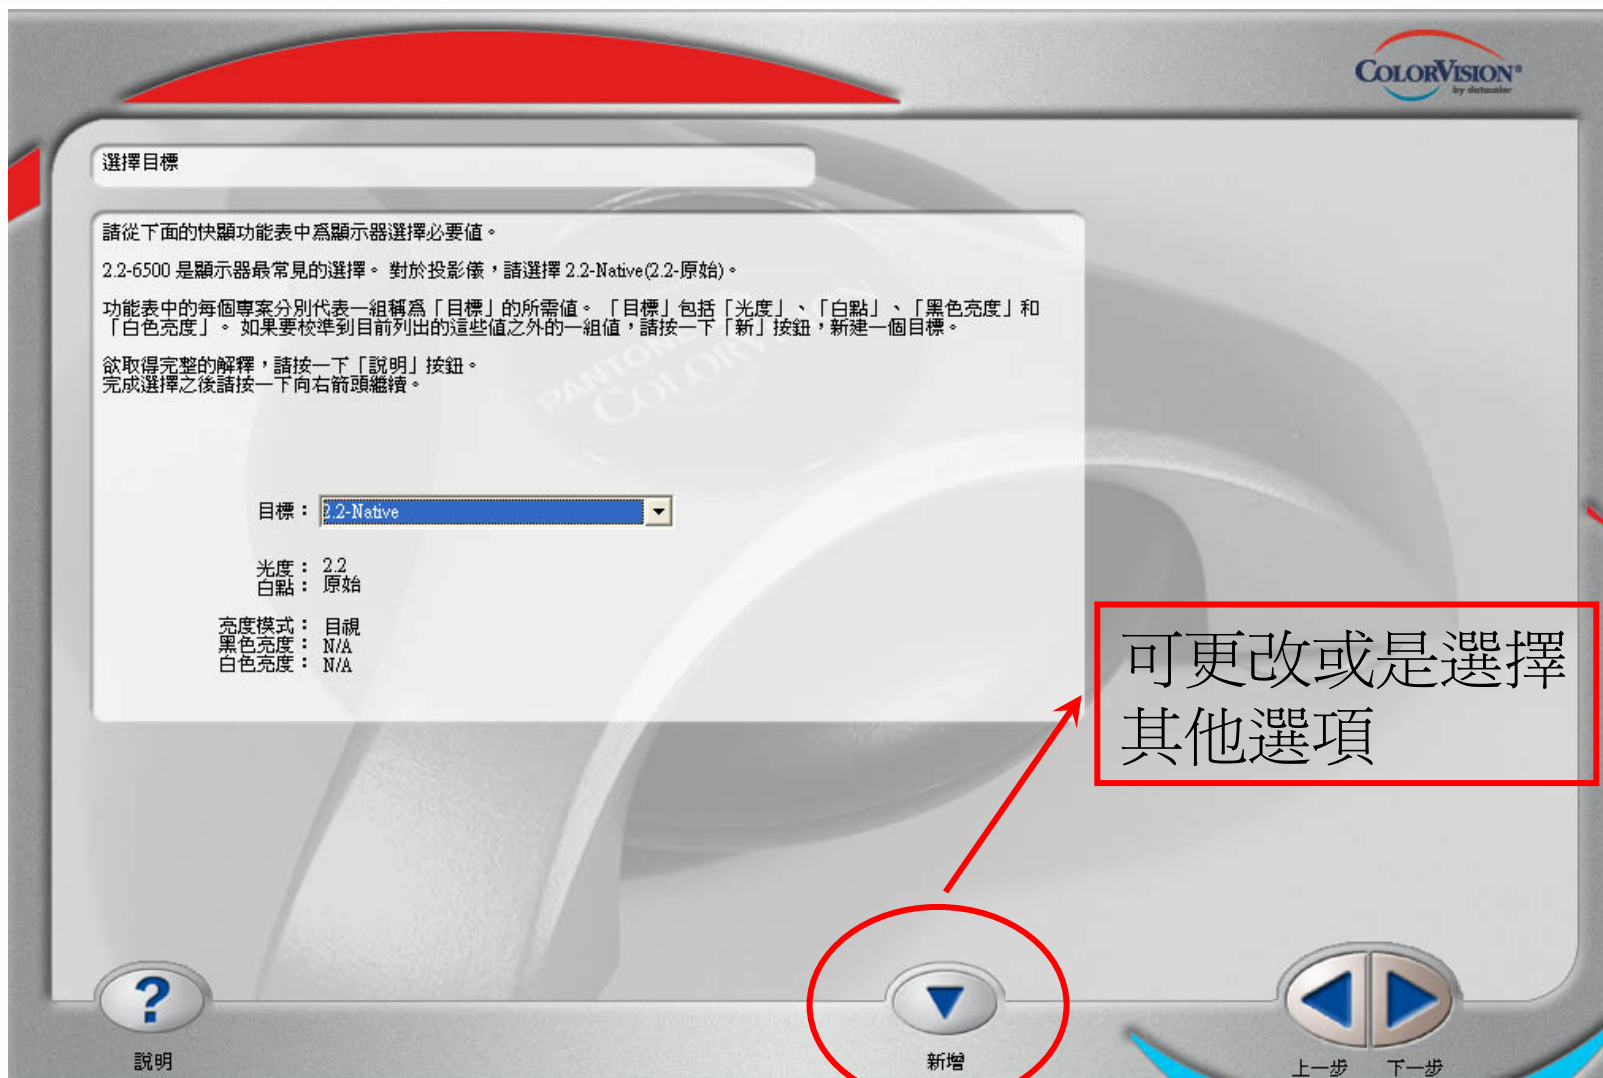 COLORVISION®
by datacolor
選擇目標
請從下面的快顯功能表中為顯示器選擇必要值。
2.2-6500 是顯示器最常見的選擇。 對於投影儀，請選擇 2.2-Native(2.2-原始)。
功能表中的每個專案分別代表一組稱為「目標」的所需值。 「目標」包括「光度」、「白點」、「黑色亮度」和
「白色亮度」。 如果要校準到目前列出的這些值之外的一組值，請按一下「新」按鈕，新建一個目標。
欲取得完整的解釋，請按一下「說明」按鈕。
完成選擇之後請按一下向右箭頭繼續。
PANTONE
COLORVISION
目標： 2.2-Native
光度： 2.2
白點： 原始
亮度模式： 目視
黑色亮度： N/A
白色亮度： N/A
可更改或是選擇
其他選項
?
說明
新增
上一步 下一步